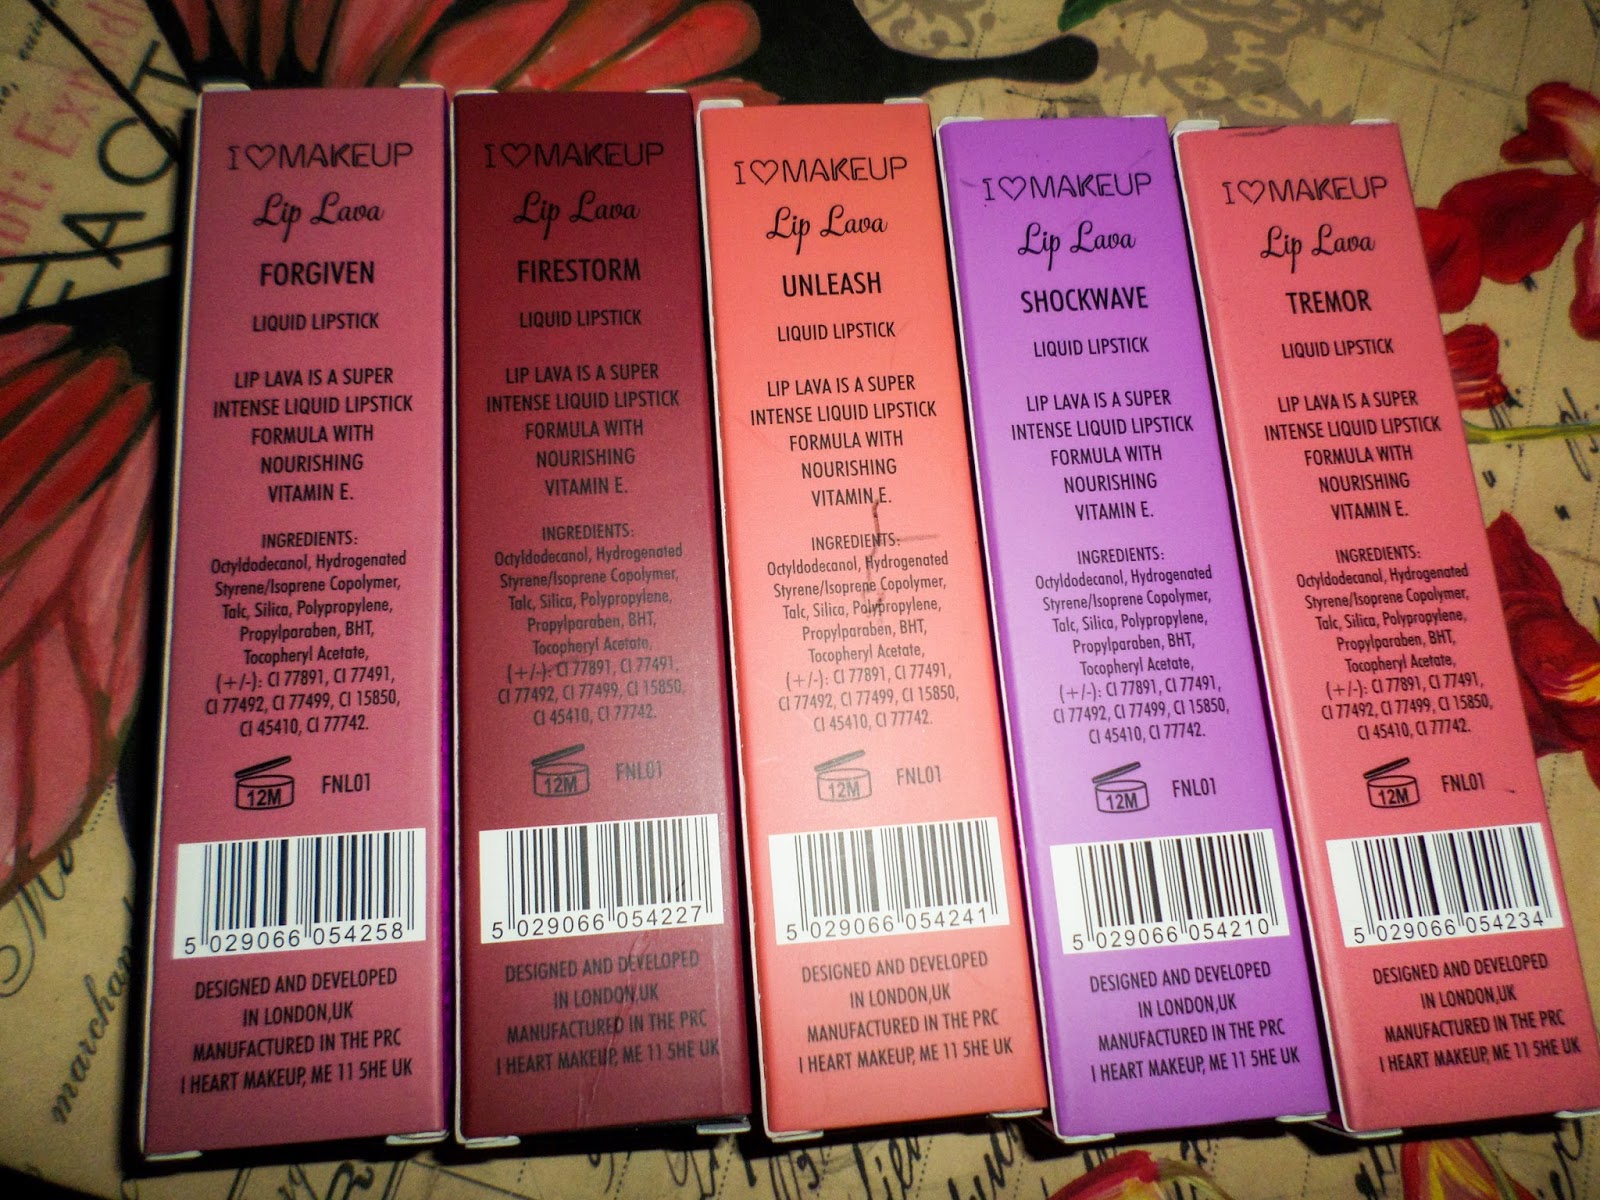 I ♡ MAKEUP
Lip Lava
FORGIVEN
LIQUID LIPSTICK
LIP LAVA IS A SUPER
INTENSE LIQUID LIPSTICK
FORMULA WITH
NOURISHING
VITAMIN E.
INGREDIENTS:
Octyldodecanol, Hydrogenated
Styrene/Isoprene Copolymer,
Talc, Silica, Polypropylene,
Propylparaben, BHT,
Tocopheryl Acetate,
(+/-): CI 77891, CI 77491,
CI 77492, CI 77499, CI 15850,
CI 45410, CI 77742.
12M FNL01
5 029066 054258
DESIGNED AND DEVELOPED
IN LONDON,UK
MANUFACTURED IN THE PRC
I HEART MAKEUP, ME 11 5HE UK
I ♡ MAKEUP
Lip Lava
FIRESTORM
LIQUID LIPSTICK
LIP LAVA IS A SUPER
INTENSE LIQUID LIPSTICK
FORMULA WITH
NOURISHING
VITAMIN E.
INGREDIENTS:
Octyldodecanol, Hydrogenated
Styrene/Isoprene Copolymer,
Talc, Silica, Polypropylene,
Propylparaben, BHT,
Tocopheryl Acetate,
(+/-): CI 77891, CI 77491,
CI 77492, CI 77499, CI 15850,
CI 45410, CI 77742.
12M FNL01
5 029066 054227
DESIGNED AND DEVELOPED
IN LONDON,UK
MANUFACTURED IN THE PRC
I HEART MAKEUP, ME 11 5HE UK
I ♡ MAKEUP
Lip Lava
UNLEASH
LIQUID LIPSTICK
LIP LAVA IS A SUPER
INTENSE LIQUID LIPSTICK
FORMULA WITH
NOURISHING
VITAMIN E.
INGREDIENTS:
Octyldodecanol, Hydrogenated
Styrene/Isoprene Copolymer,
Talc, Silica, Polypropylene,
Propylparaben, BHT,
Tocopheryl Acetate,
(+/-): CI 77891, CI 77491,
CI 77492, CI 77499, CI 15850,
CI 45410, CI 77742.
12M FNL01
5 029066 054241
DESIGNED AND DEVELOPED
IN LONDON,UK
MANUFACTURED IN THE PRC
I HEART MAKEUP, ME 11 5HE UK
I ♡ MAKEUP
Lip Lava
SHOCKWAVE
LIQUID LIPSTICK
LIP LAVA IS A SUPER
INTENSE LIQUID LIPSTICK
FORMULA WITH
NOURISHING
VITAMIN E.
INGREDIENTS:
Octyldodecanol, Hydrogenated
Styrene/Isoprene Copolymer,
Talc, Silica, Polypropylene,
Propylparaben, BHT,
Tocopheryl Acetate,
(+/-): CI 77891, CI 77491,
CI 77492, CI 77499, CI 15850,
CI 45410, CI 77742.
12M FNL01
5 029066 054210
DESIGNED AND DEVELOPED
IN LONDON,UK
MANUFACTURED IN THE PRC
I HEART MAKEUP, ME 11 5HE UK
I ♡ MAKEUP
Lip Lava
TREMOR
LIQUID LIPSTICK
LIP LAVA IS A SUPER
INTENSE LIQUID LIPSTICK
FORMULA WITH
NOURISHING
VITAMIN E.
INGREDIENTS:
Octyldodecanol, Hydrogenated
Styrene/Isoprene Copolymer,
Talc, Silica, Polypropylene,
Propylparaben, BHT,
Tocopheryl Acetate,
(+/-): CI 77891, CI 77491,
CI 77492, CI 77499, CI 15850,
CI 45410, CI 77742.
12M FNL01
5 029066 054234
DESIGNED AND DEVELOPED
IN LONDON,UK
MANUFACTURED IN THE PRC
I HEART MAKEUP, ME 11 5HE UK